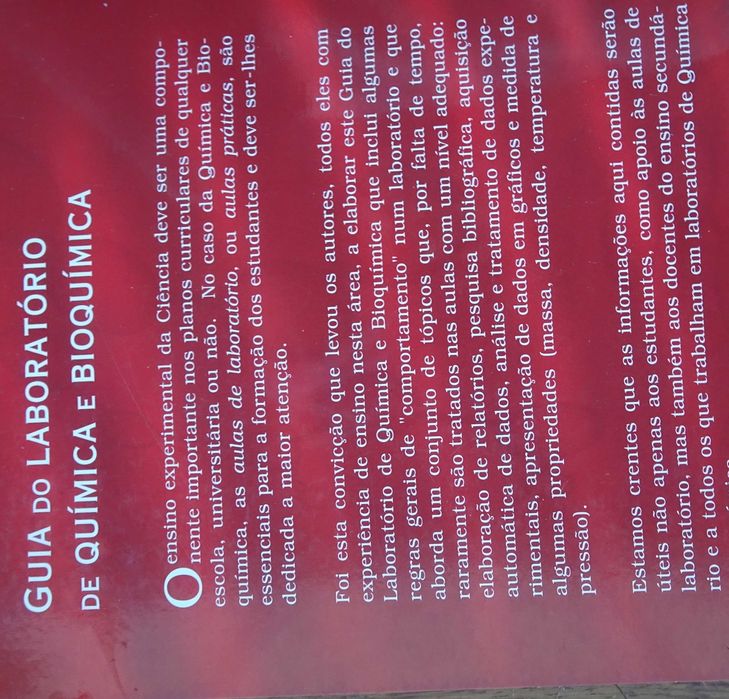 GUIA DO LABORATÓRIO
DE QUÍMICA E BIOQUÍMICA
O ensino experimental da Ciência deve ser uma compo-
nente importante nos planos curriculares de qualquer
escola, universitária ou não. No caso da Química e Bio-
química, as aulas de laboratório, ou aulas práticas, são
essenciais para a formação dos estudantes e deve ser-lhes
dedicada a maior atenção.
Foi esta convicção que levou os autores, todos eles com
experiência de ensino nesta área, a elaborar este Guia do
Laboratório de Química e Bioquímica que inclui algumas
regras gerais de "comportamento" num laboratório e que
aborda um conjunto de tópicos que, por falta de tempo,
raramente são tratados nas aulas com um nível adequado:
elaboração de relatórios, pesquisa bibliográfica, aquisição
automática de dados, análise e tratamento de dados expe-
rimentais, apresentação de dados em gráficos e medida de
algumas propriedades (massa, densidade, temperatura e
pressão).
Estamos crentes que as informações aqui contidas serão
úteis não apenas aos estudantes, como apoio às aulas de
laboratório, mas também aos docentes do ensino secundá-
rio e a todos os que trabalham em laboratórios de Química